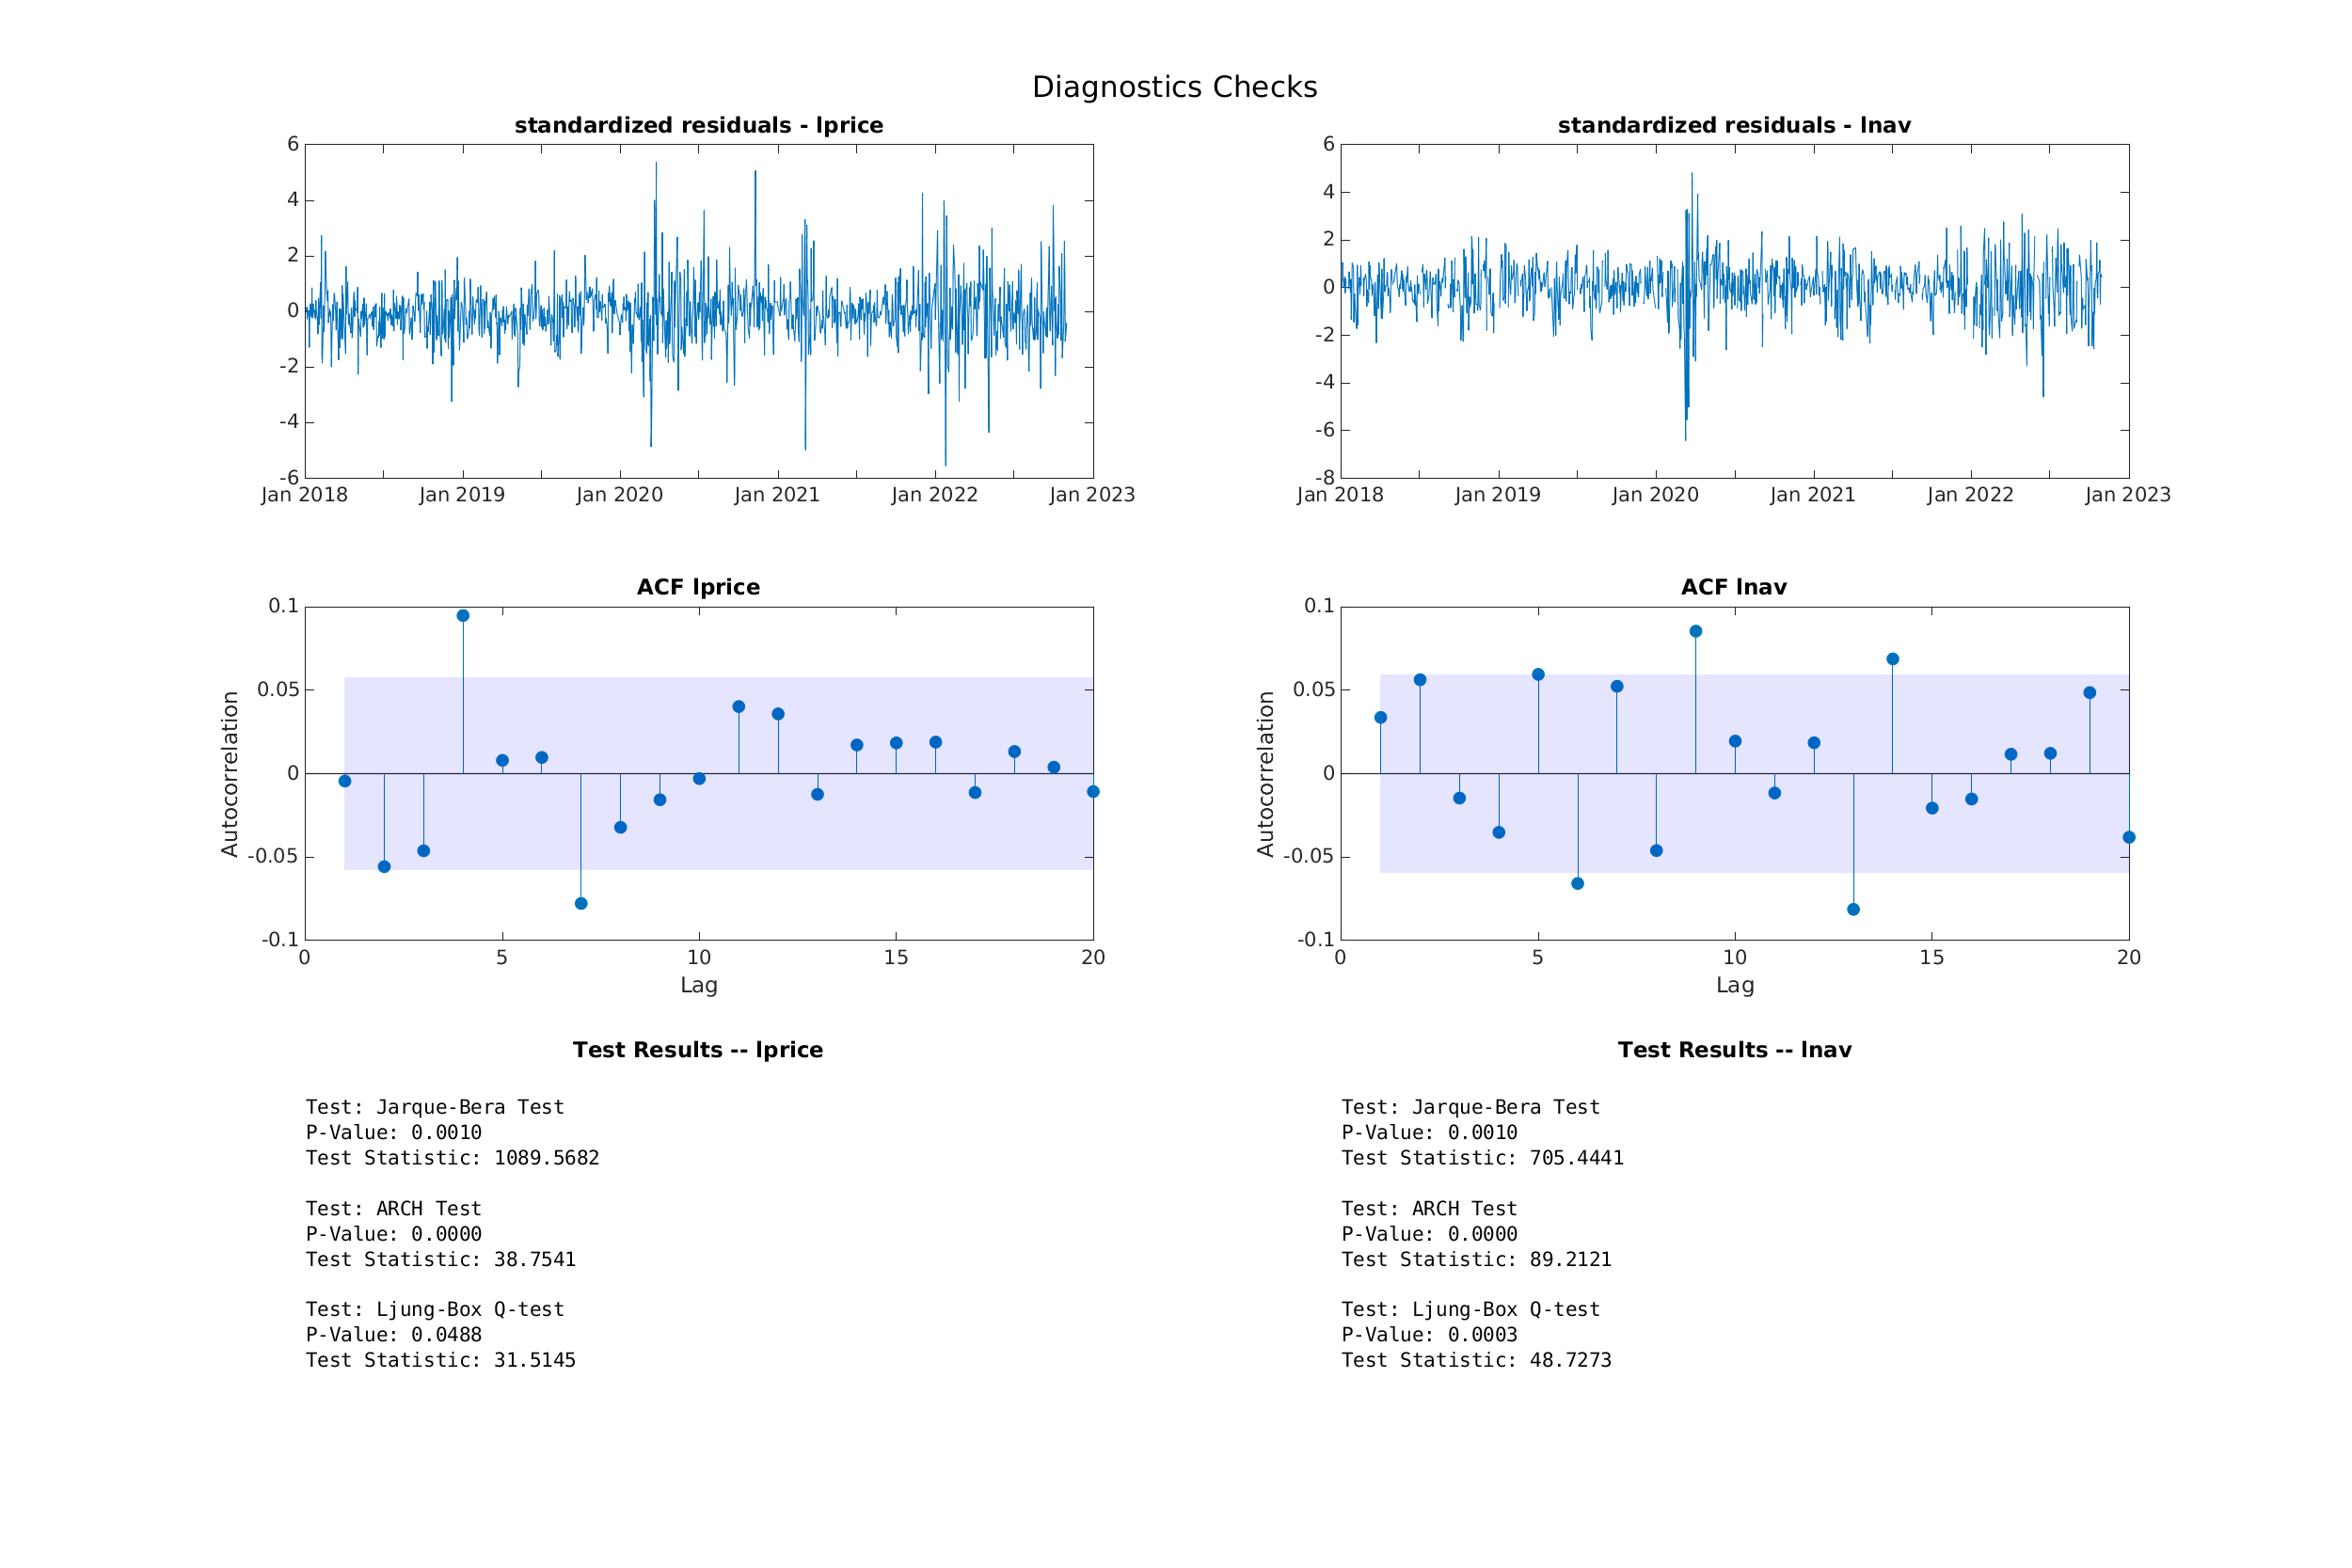 Diagnostics Checks
standardized residuals - lprice
6
4
2
0
-2
-4
-6
Jan 2018 Jan 2019 Jan 2020 Jan 2021 Jan 2022 Jan 2023
standardized residuals - lnav
6
4
2
0
-2
-4
-6
-8
Jan 2018 Jan 2019 Jan 2020 Jan 2021 Jan 2022 Jan 2023
ACF lprice
Autocorrelation
0.1
0.05
0
-0.05
-0.1
0 5 10 15 20
Lag
ACF lnav
Autocorrelation
0.1
0.05
0
-0.05
-0.1
0 5 10 15 20
Lag
Test Results -- lprice
Test: Jarque-Bera Test
P-Value: 0.0010
Test Statistic: 1089.5682
Test: ARCH Test
P-Value: 0.0000
Test Statistic: 38.7541
Test: Ljung-Box Q-test
P-Value: 0.0488
Test Statistic: 31.5145
Test Results -- lnav
Test: Jarque-Bera Test
P-Value: 0.0010
Test Statistic: 705.4441
Test: ARCH Test
P-Value: 0.0000
Test Statistic: 89.2121
Test: Ljung-Box Q-test
P-Value: 0.0003
Test Statistic: 48.7273